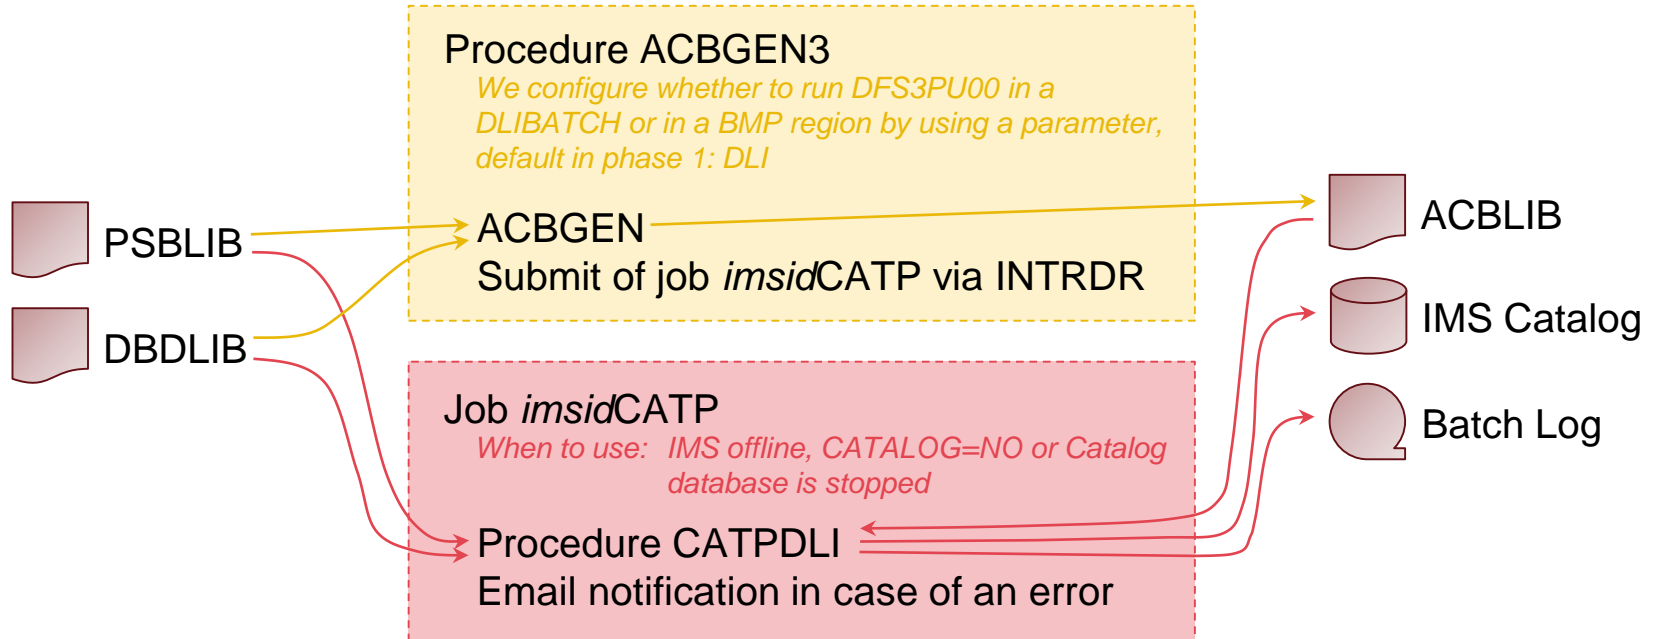 Procedure ACBGEN3
We configure whether to run DFS3PU00 in a
DLIBATCH or in a BMP region by using a parameter,
default in phase 1: DLI
PSBLIB
DBDLIB
ACBGEN
Submit of job imsidCATP via INTRDR
ACBLIB
IMS Catalog
Batch Log
Job imsidCATP
When to use: IMS offline, CATALOG=NO or Catalog
database is stopped
Procedure CATPDLI
Email notification in case of an error